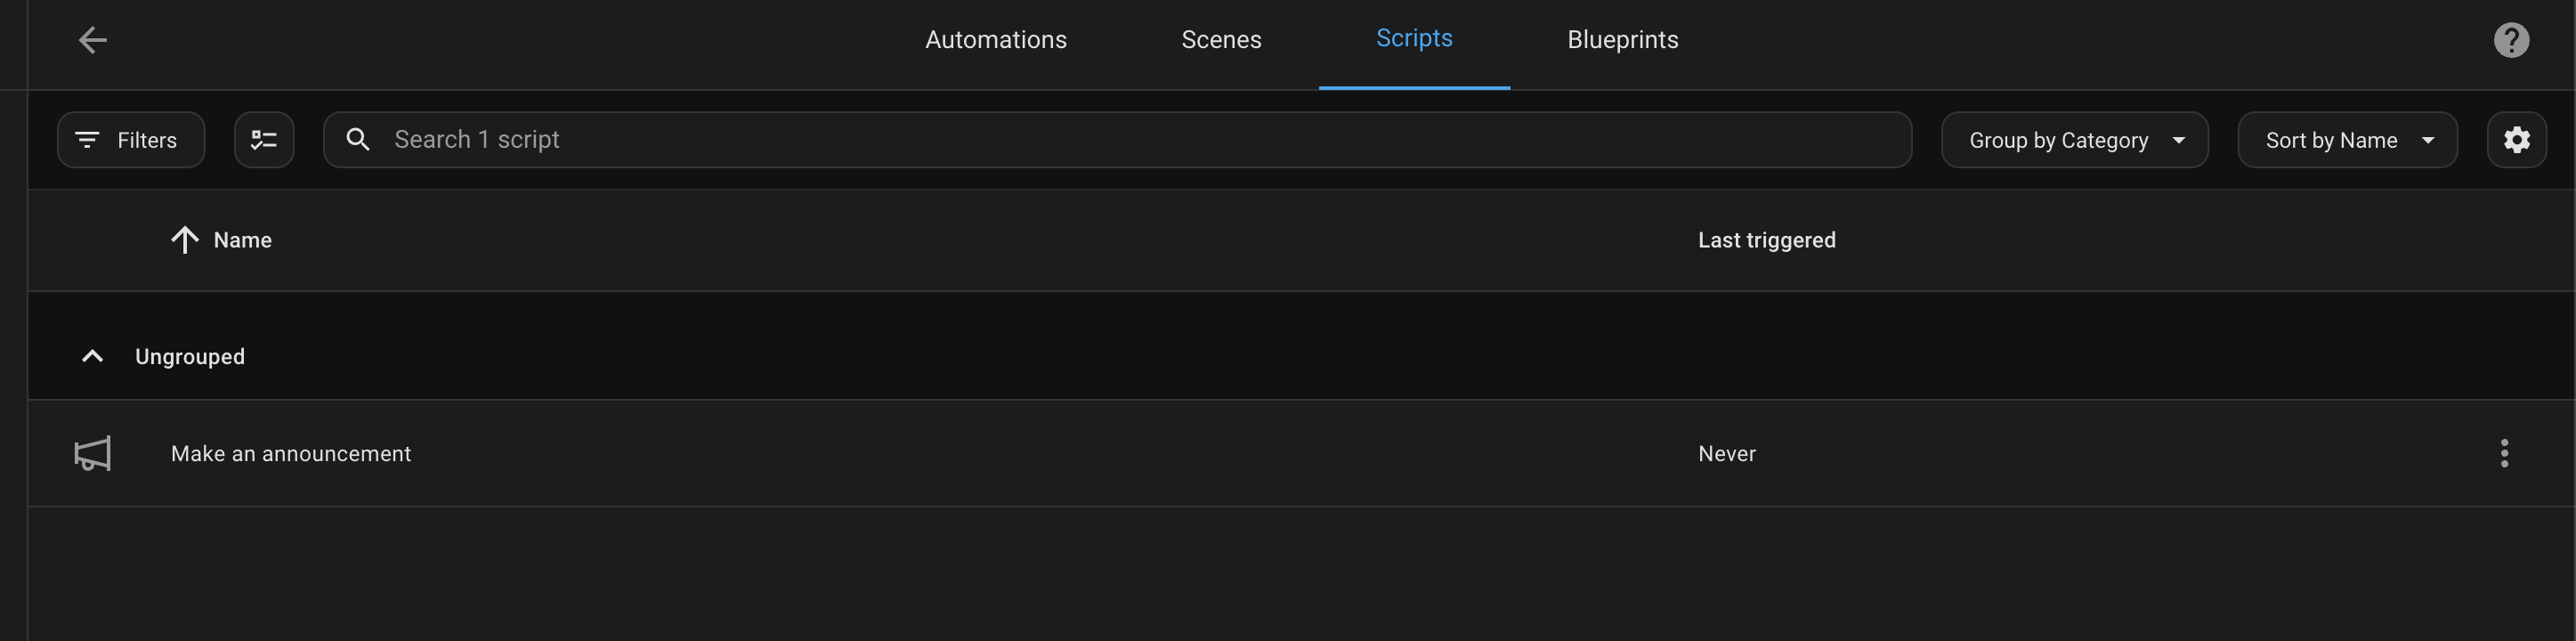 Automations Scenes Scripts Blueprints
Filters Search 1 script Group by Category Sort by Name
Name Last triggered
Ungrouped
Make an announcement Never